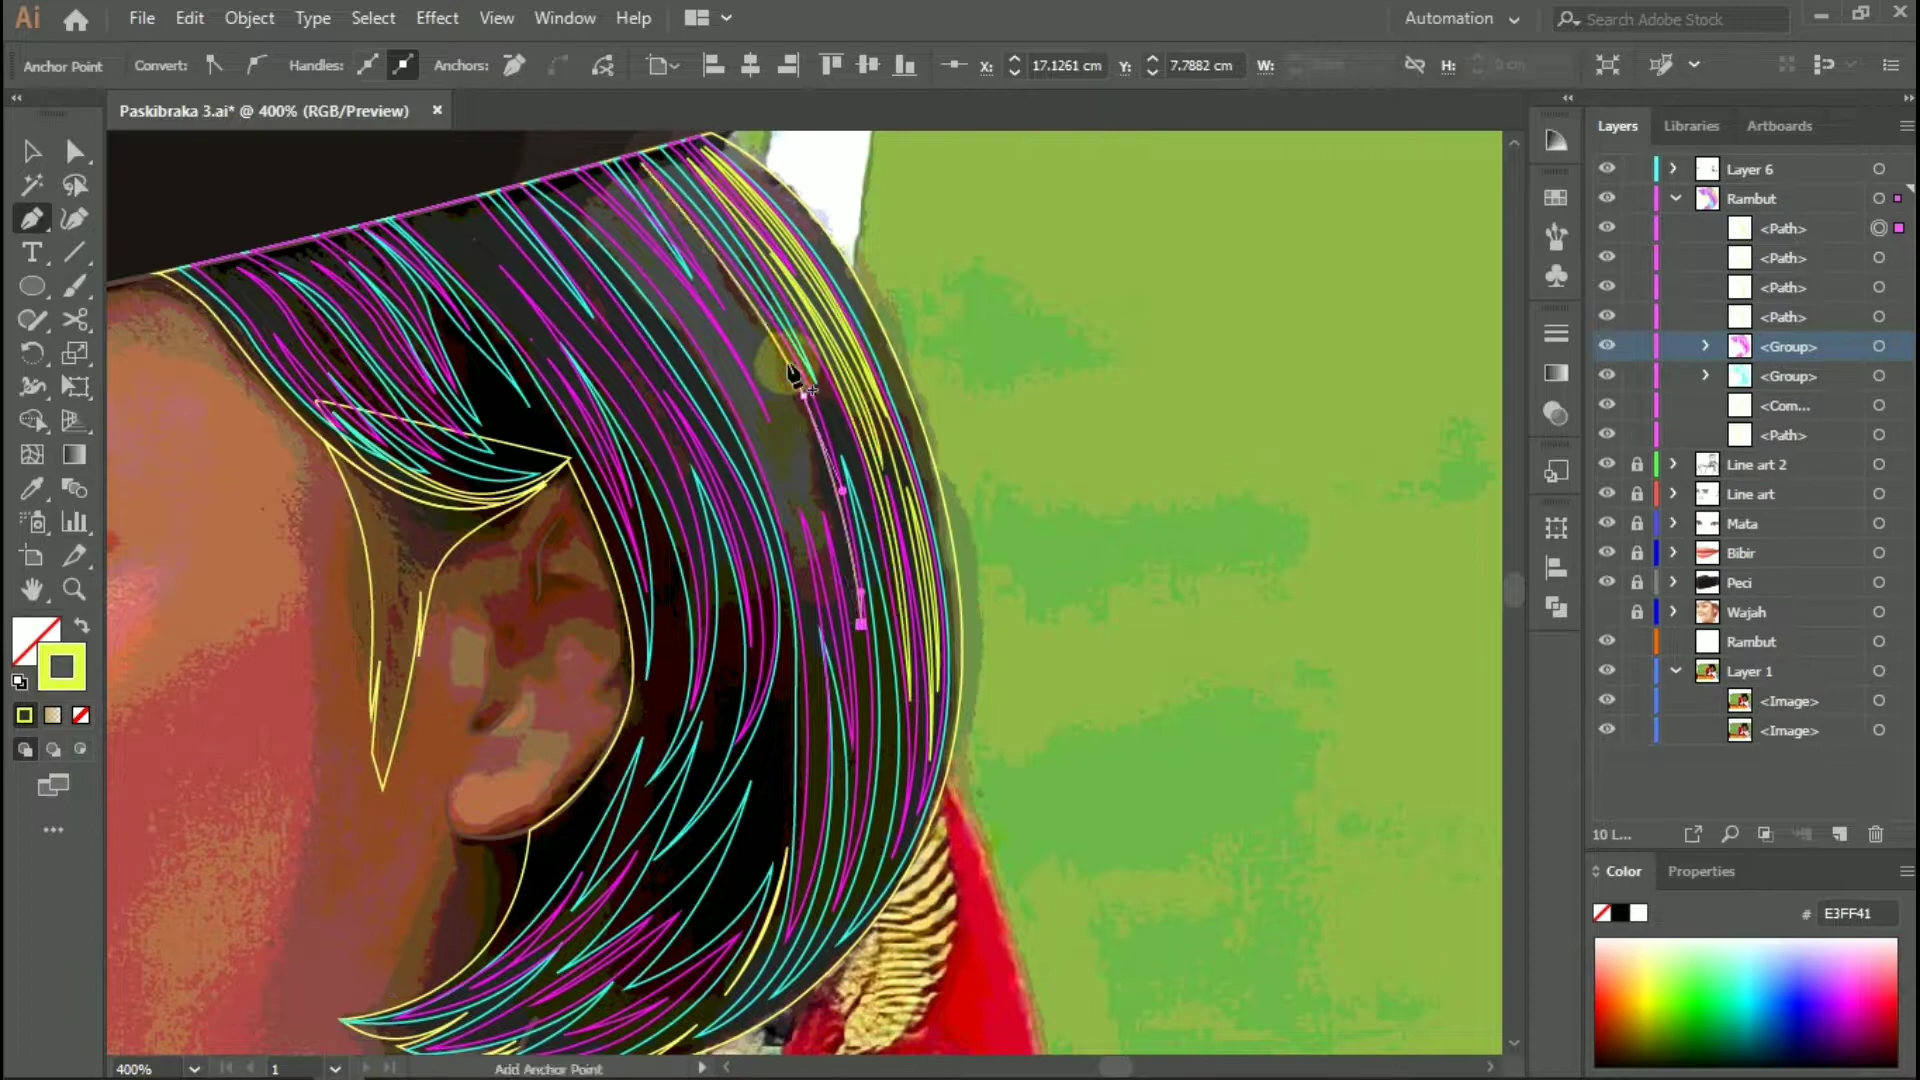 Ai File Edit Object Type Select Effect View Window Help Automation Search Adobe Stock
Anchor Point Convert: Handles: Anchors: X: 17.1261 cm Y: 7.7882 cm W: H: 0 cm
Paskibraka 3.ai* @ 400% (RGB/Preview) ×
Layers Libraries Artboards
Layer 6
Rambut
<Path>
<Path>
<Path>
<Path>
<Group>
<Group>
<Com...
<Path>
Line art 2
Line art
Mata
Bibir
Peci
Wajah
Rambut
Layer 1
<Image>
<Image>
10 L...
Color Properties
# E3FF41
400% 1 Add Anchor Point